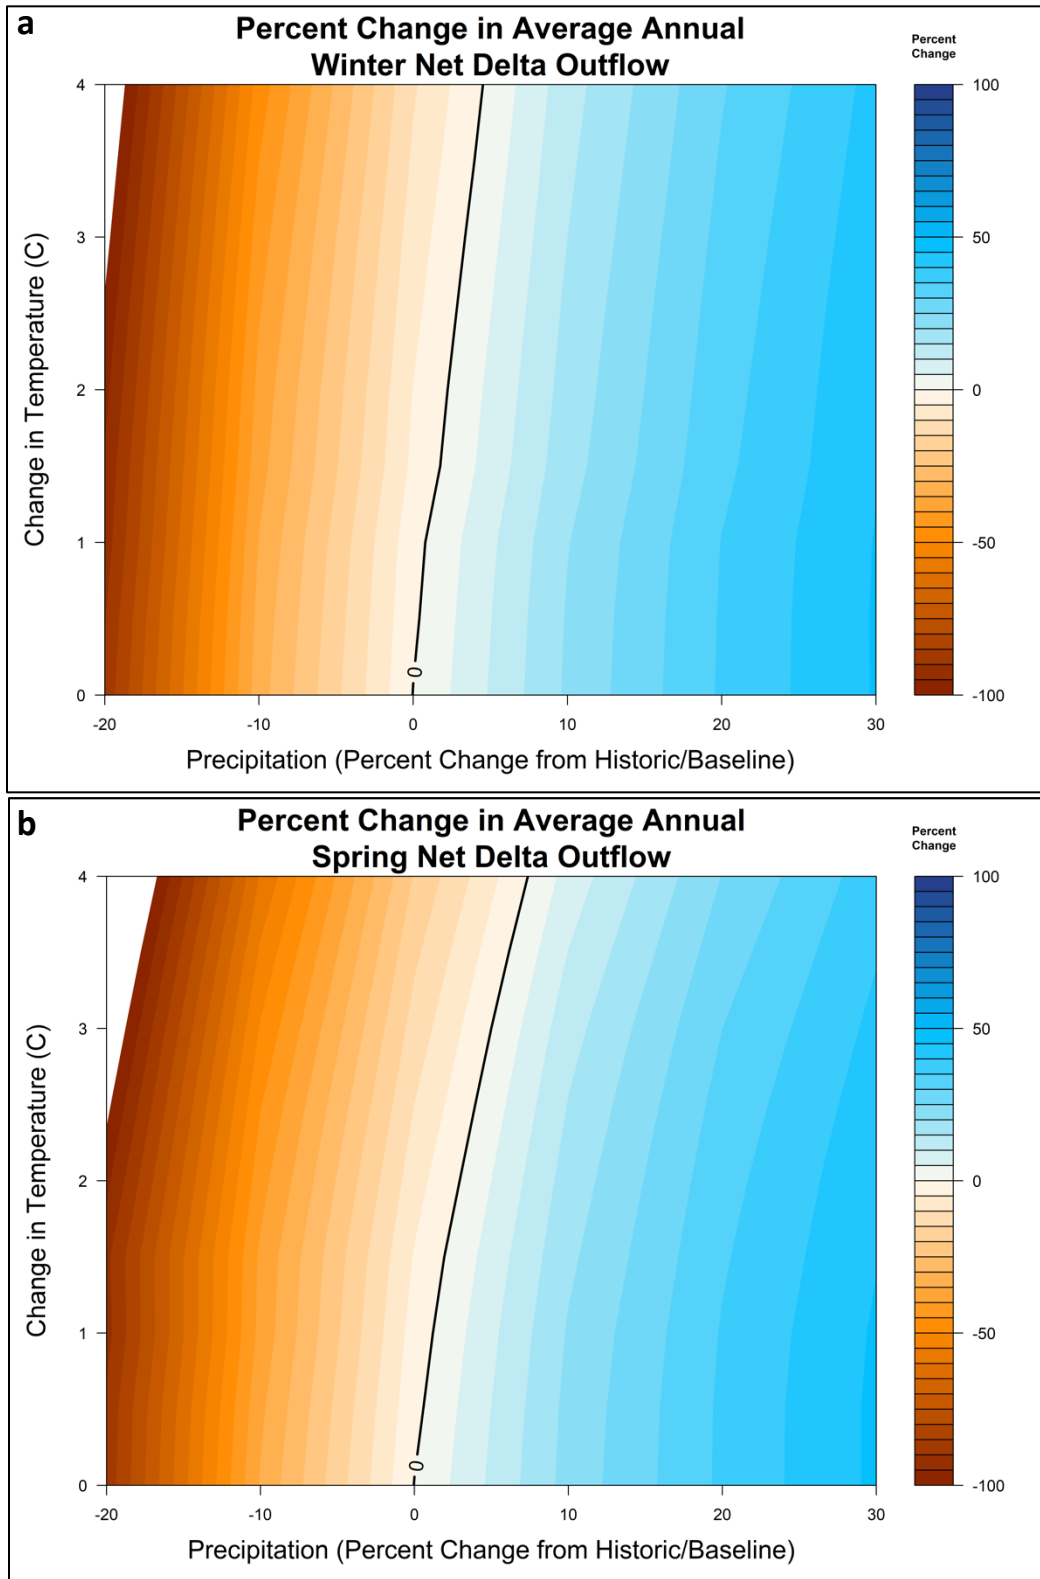 a
Percent Change in Average Annual
Winter Net Delta Outflow
Percent
Change
4
3
2
1
0
Change in Temperature (C)
0
-20
-10
0
10
20
30
Precipitation (Percent Change from Historic/Baseline)
100
50
0
-50
-100
b
Percent Change in Average Annual
Spring Net Delta Outflow
Percent
Change
4
3
2
1
0
Change in Temperature (C)
0
-20
-10
0
10
20
30
Precipitation (Percent Change from Historic/Baseline)
100
50
0
-50
-100